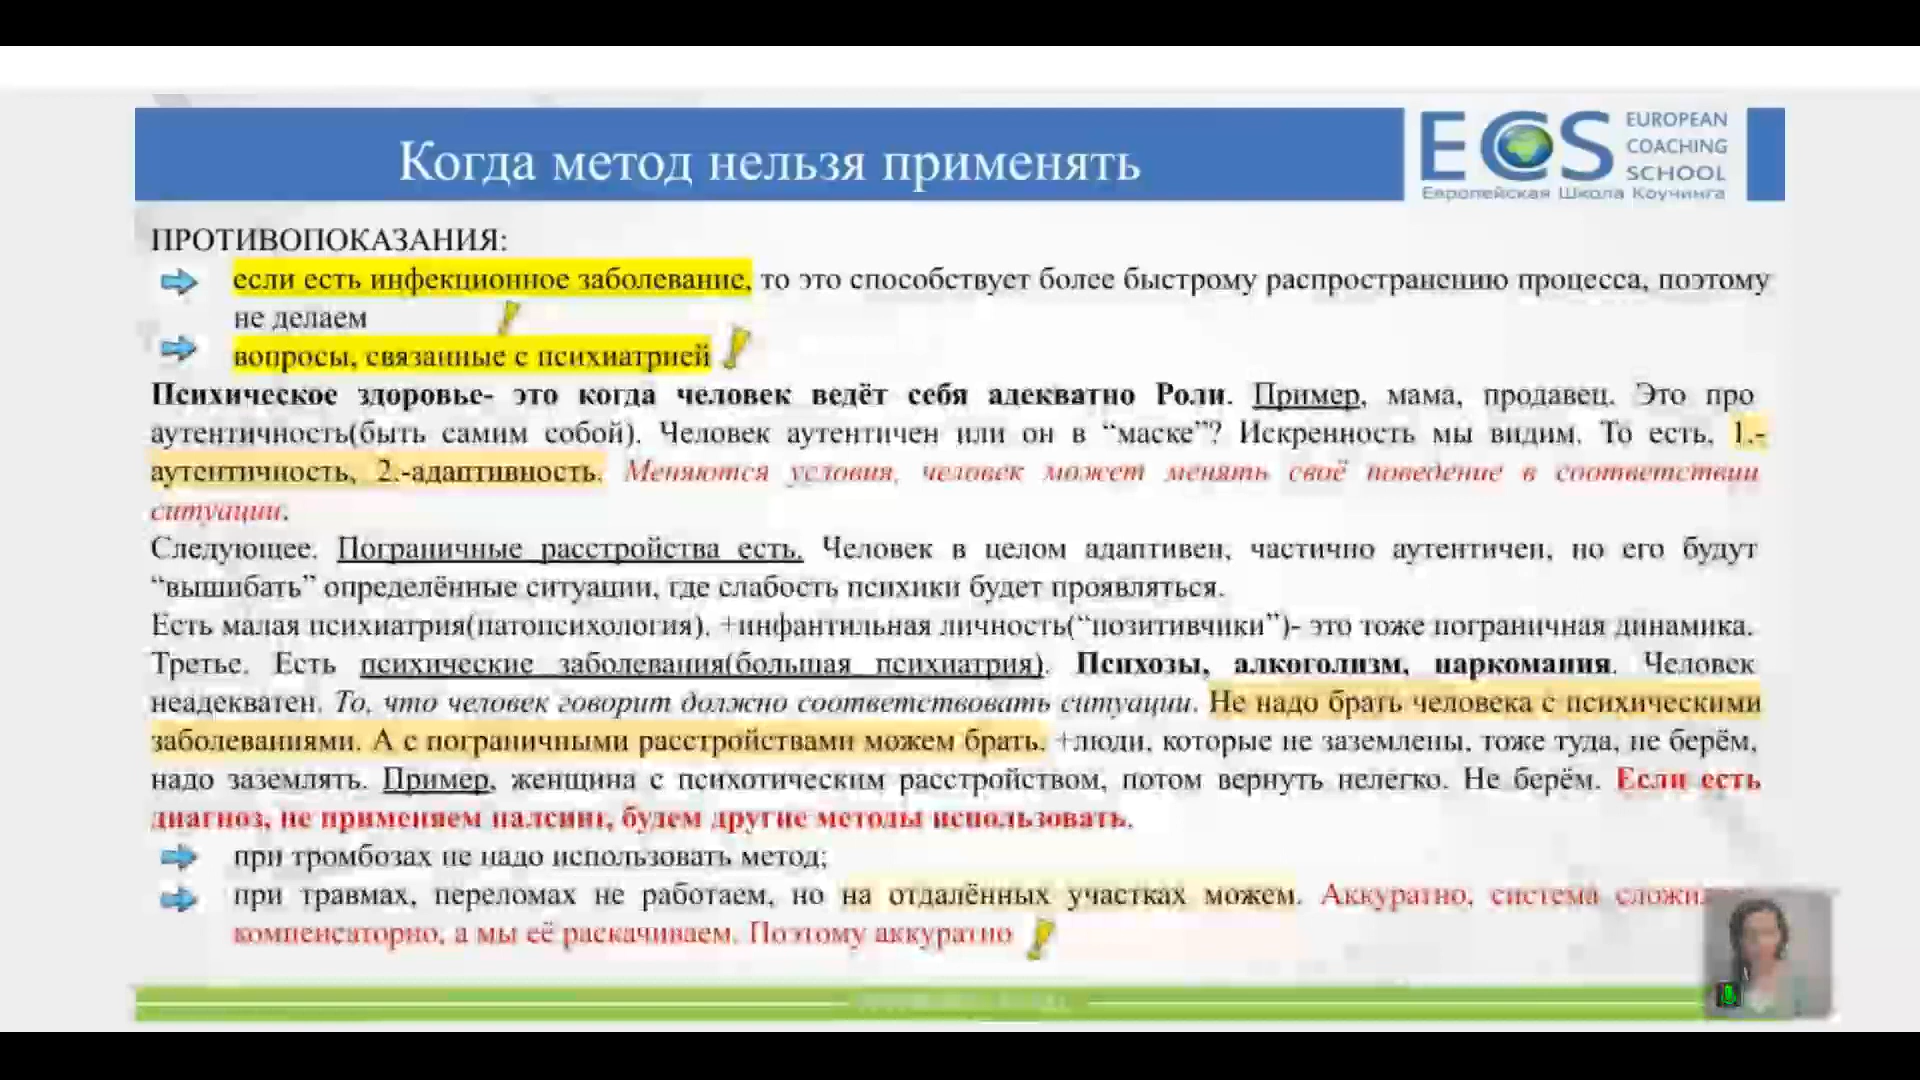 Когда метод нельзя применять
ECS
EUROPEAN
COACHING
SCHOOL
Европейская Школа Коучинга
ПРОТИВОПОКАЗАНИЯ:
если есть инфекционное заболевание, то это способствует более быстрому распространению процесса, поэтому
не делаем
вопросы, связанные с психиатрией
Психическое здоровье- это когда человек ведёт себя адекватно Роли. Пример, мама, продавец. Это про
аутентичность(быть самим собой). Человек аутентичен или он в “маске”? Искренность мы видим. То есть, 1.-
аутентичность, 2.-адаптивность. Меняются условия, человек может менять своё поведение в соответствии
ситуации.
Следующее. Пограничные расстройства есть. Человек в целом адаптивен, частично аутентичен, но его будут
“вышибать” определённые ситуации, где слабость психики будет проявляться.
Есть малая психиатрия(патопсихология). +инфантильная личность(“позитивчики”)- это тоже пограничная динамика.
Третье. Есть психические заболевания(большая психиатрия). Психозы, алкоголизм, наркомания. Человек
неадекватен. То, что человек говорит должно соответствовать ситуации. Не надо брать человека с психическими
заболеваниями. А с пограничными расстройствами можем брать. +люди, которые не заземлены, тоже туда, не берём,
надо заземлять. Пример, женщина с психотическим расстройством, потом вернуть нелегко. Не берём. Если есть
диагноз, не применяем палсинг, будем другие методы использовать.
при тромбозах не надо использовать метод;
при травмах, переломах не работаем, но на отдалённых участках можем. Аккуратно, система
компенсаторно, а мы её раскачиваем. Поэтому аккуратно